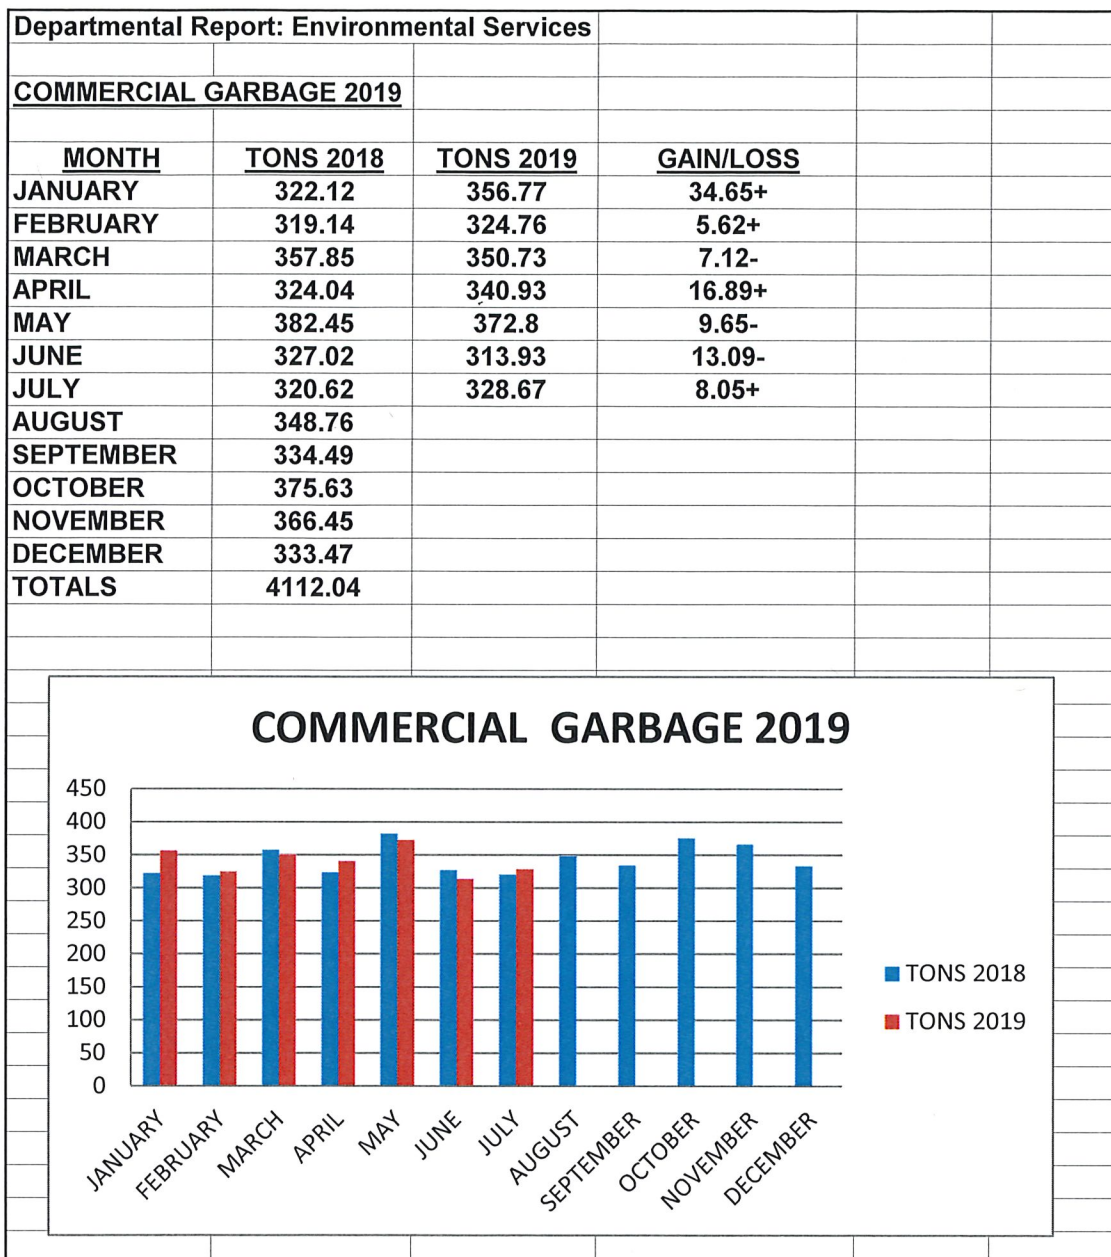 Departmental Report: Environmental Services
COMMERCIAL GARBAGE 2019
MONTH TONS 2018 TONS 2019 GAIN/LOSS
JANUARY 322.12 356.77 34.65+
FEBRUARY 319.14 324.76 5.62+
MARCH 357.85 350.73 7.12-
APRIL 324.04 340.93 16.89+
MAY 382.45 372.8 9.65-
JUNE 327.02 313.93 13.09-
JULY 320.62 328.67 8.05+
AUGUST 348.76
SEPTEMBER 334.49
OCTOBER 375.63
NOVEMBER 366.45
DECEMBER 333.47
TOTALS 4112.04
COMMERCIAL GARBAGE 2019
450
400
350
300
250
200
150
100
50
0
JANUARY FEBRUARY MARCH APRIL MAY JUNE JULY AUGUST SEPTEMBER OCTOBER NOVEMBER DECEMBER
TONS 2018
TONS 2019